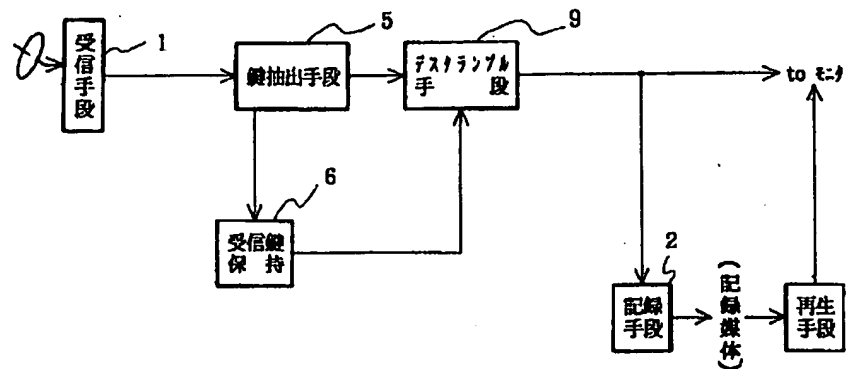 受信手段
1
鍵抽出手段
5
デスクランブル
手段
9
to モニタ
受信鍵
保持
6
記録
手段
2
(記録媒体)
再生
手段